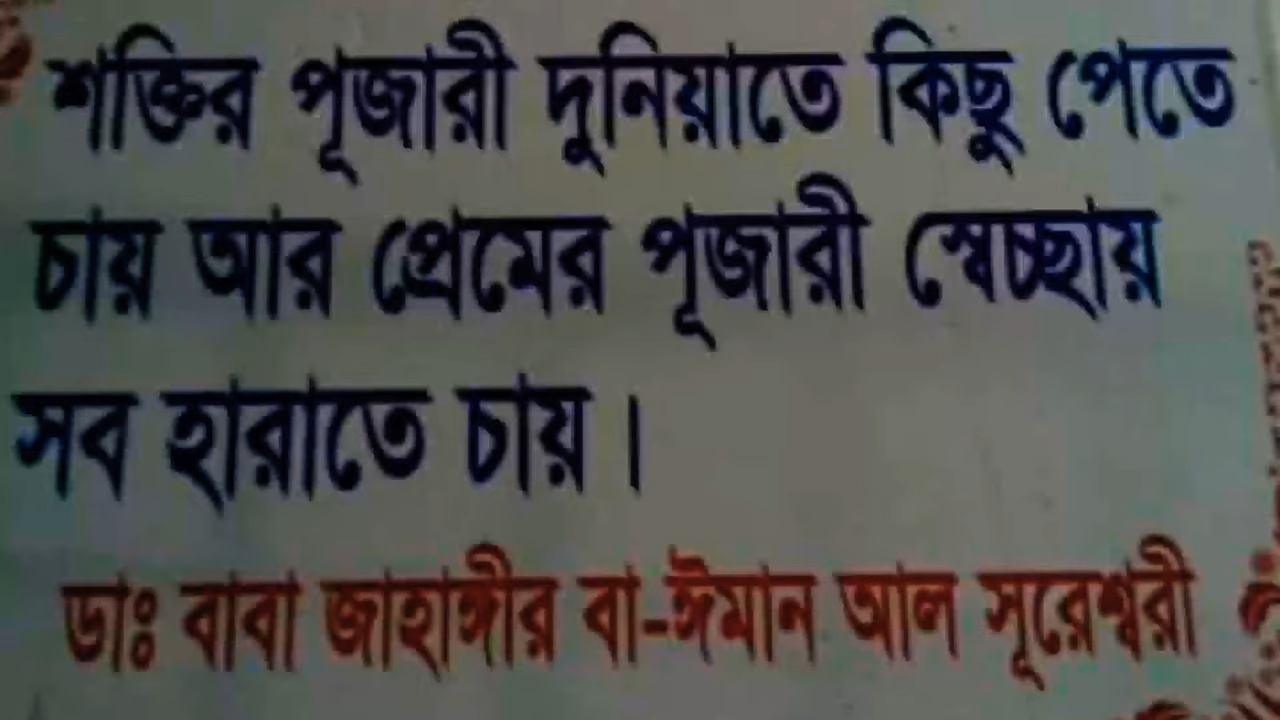 শক্তির পূজারী দুনিয়াতে কিছু পেতে
চায় আর প্রেমের পূজারী স্বেচ্ছায়
সব হারাতে চায়।
ডাঃ বাবা জাহাঙ্গীর বা-ঈমান আল সূরেশ্বরী